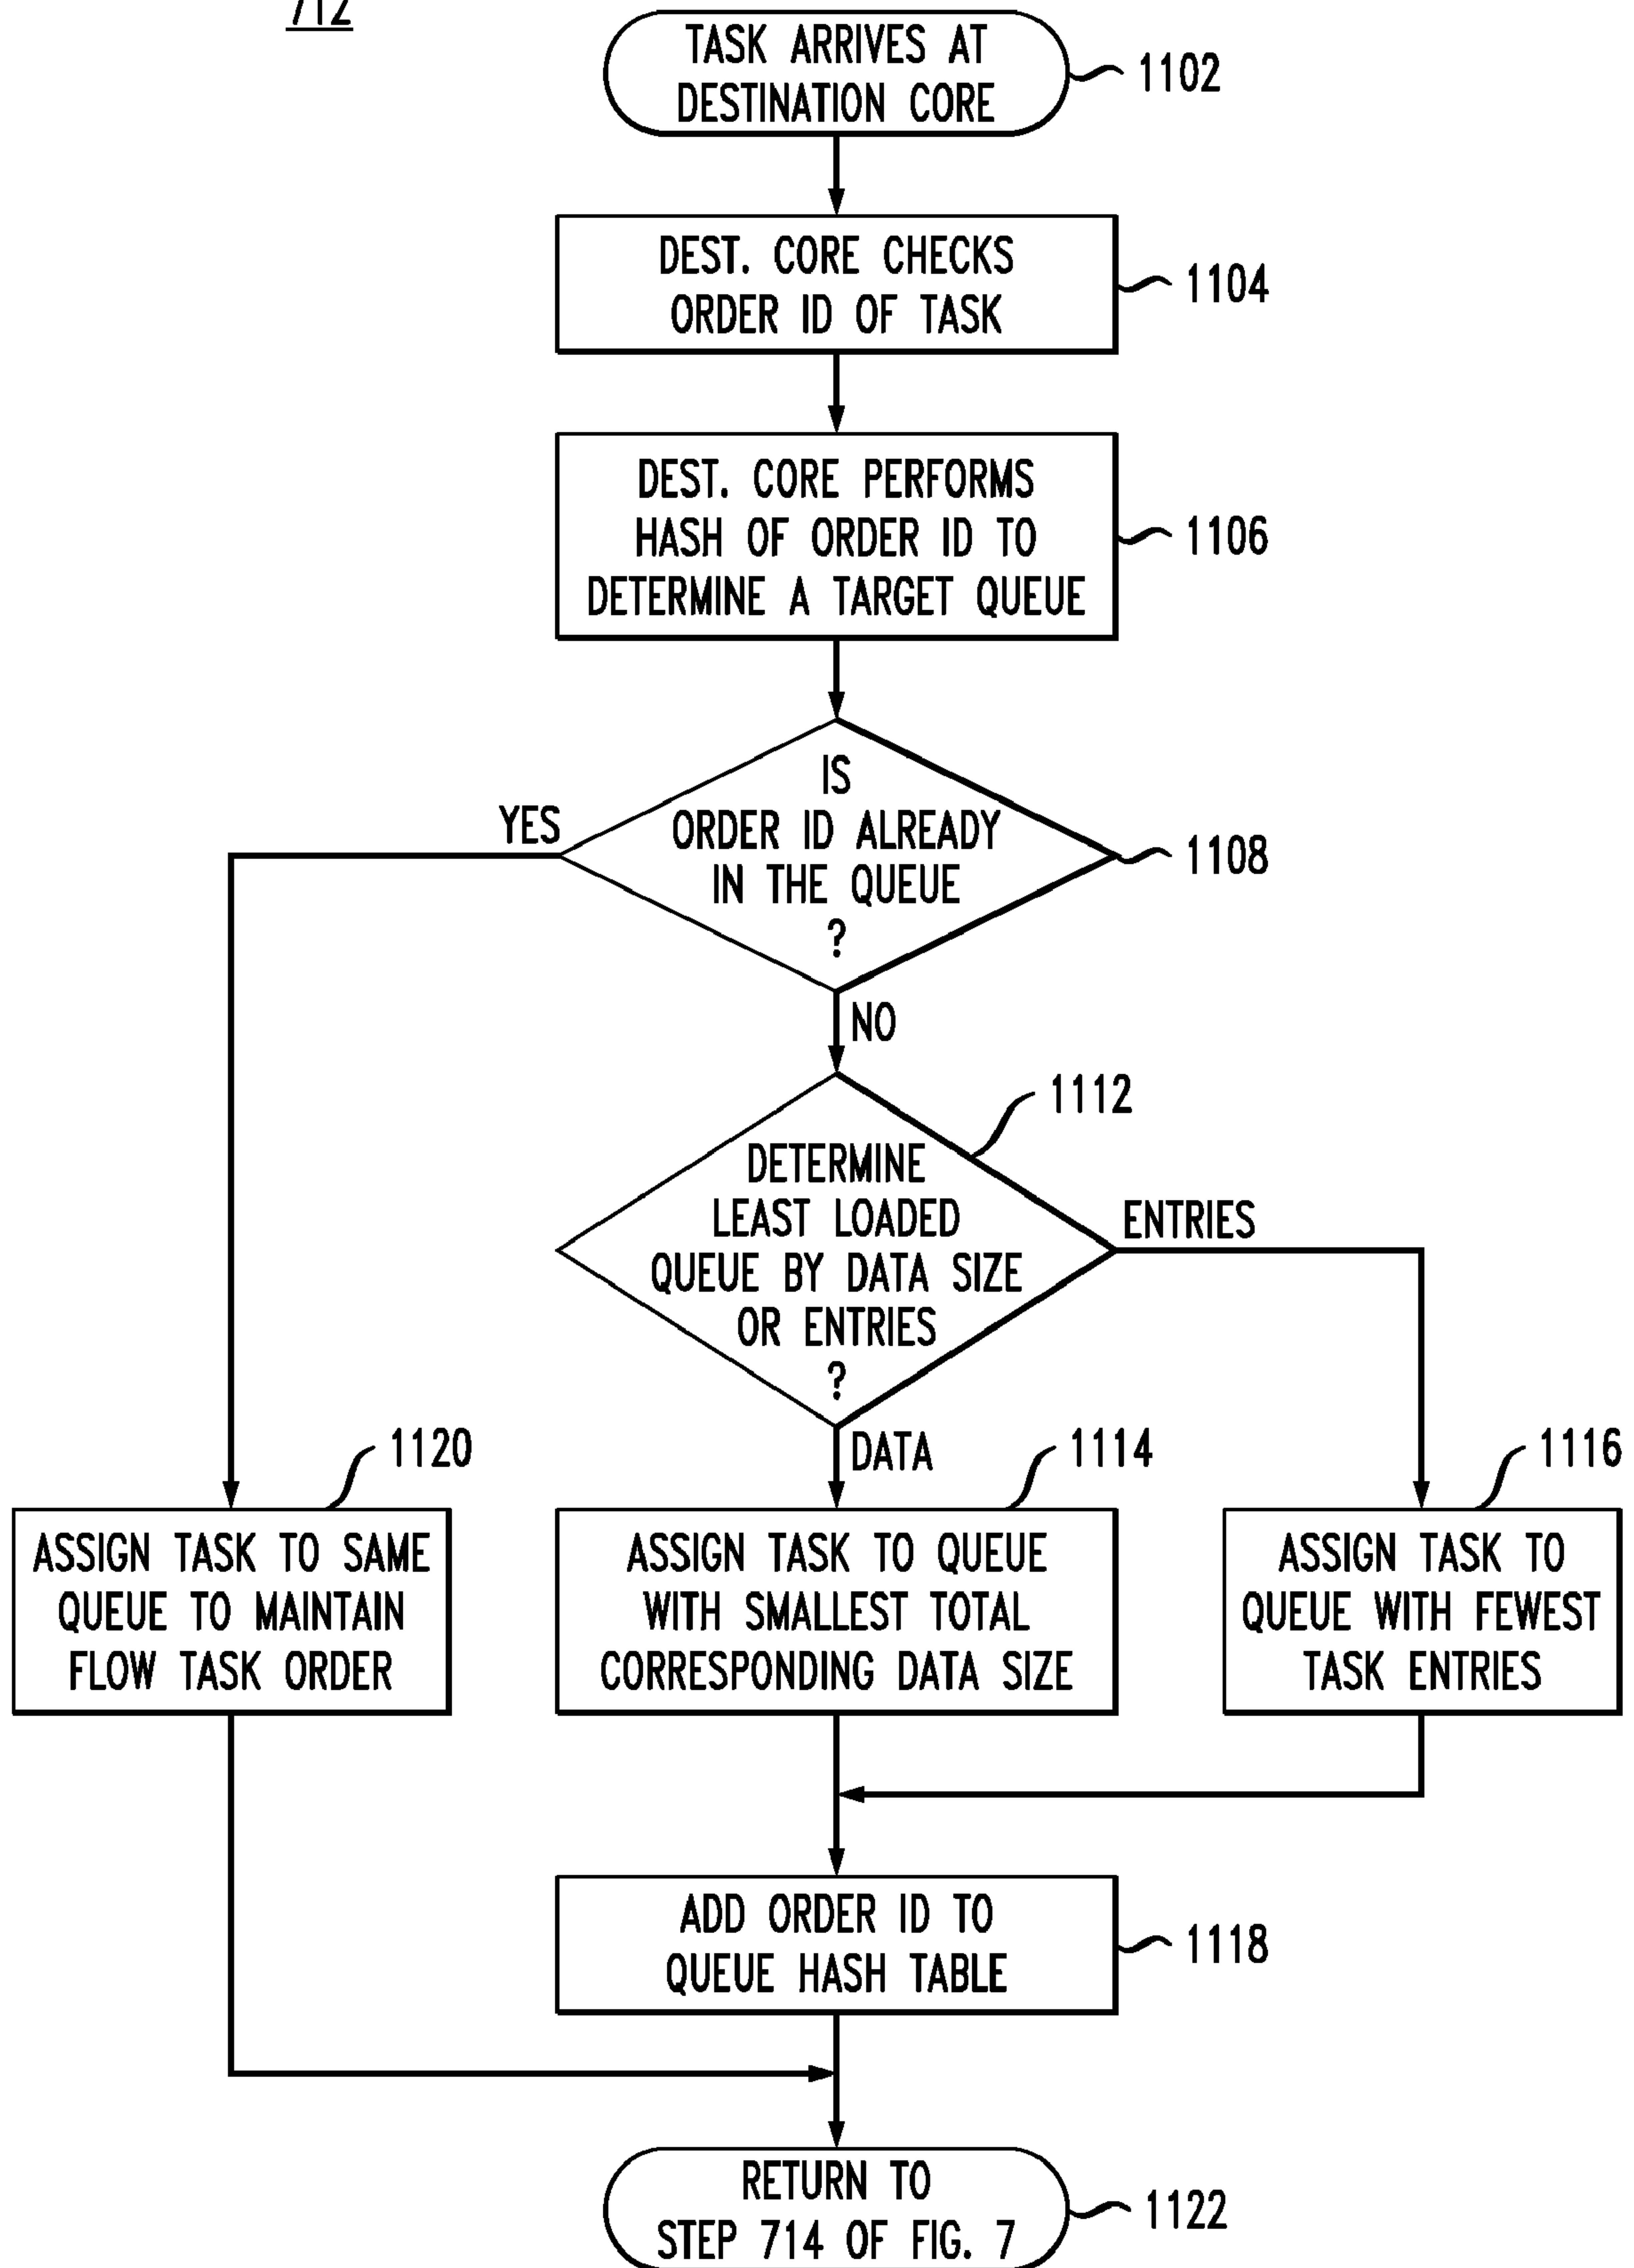 712
TASK ARRIVES AT
DESTINATION CORE
1102
DEST. CORE CHECKS
ORDER ID OF TASK
1104
DEST. CORE PERFORMS
HASH OF ORDER ID TO
DETERMINE A TARGET QUEUE
1106
IS
ORDER ID ALREADY
IN THE QUEUE
?
1108
YES
NO
1112
DETERMINE
LEAST LOADED
QUEUE BY DATA SIZE
OR ENTRIES
?
ENTRIES
DATA
1120
ASSIGN TASK TO SAME
QUEUE TO MAINTAIN
FLOW TASK ORDER
1114
ASSIGN TASK TO QUEUE
WITH SMALLEST TOTAL
CORRESPONDING DATA SIZE
1116
ASSIGN TASK TO
QUEUE WITH FEWEST
TASK ENTRIES
ADD ORDER ID TO
QUEUE HASH TABLE
1118
RETURN TO
STEP 714 OF FIG. 7
1122